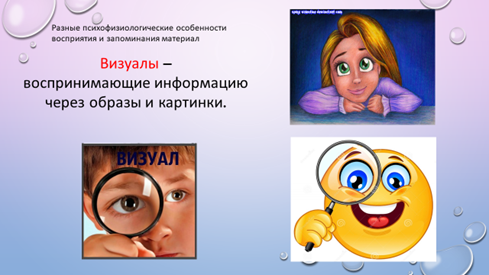 Разные психофизиологические особенности
восприятия и запоминания материал
Визуалы –
воспринимающие информацию
через образы и картинки.
ВИЗУАЛ